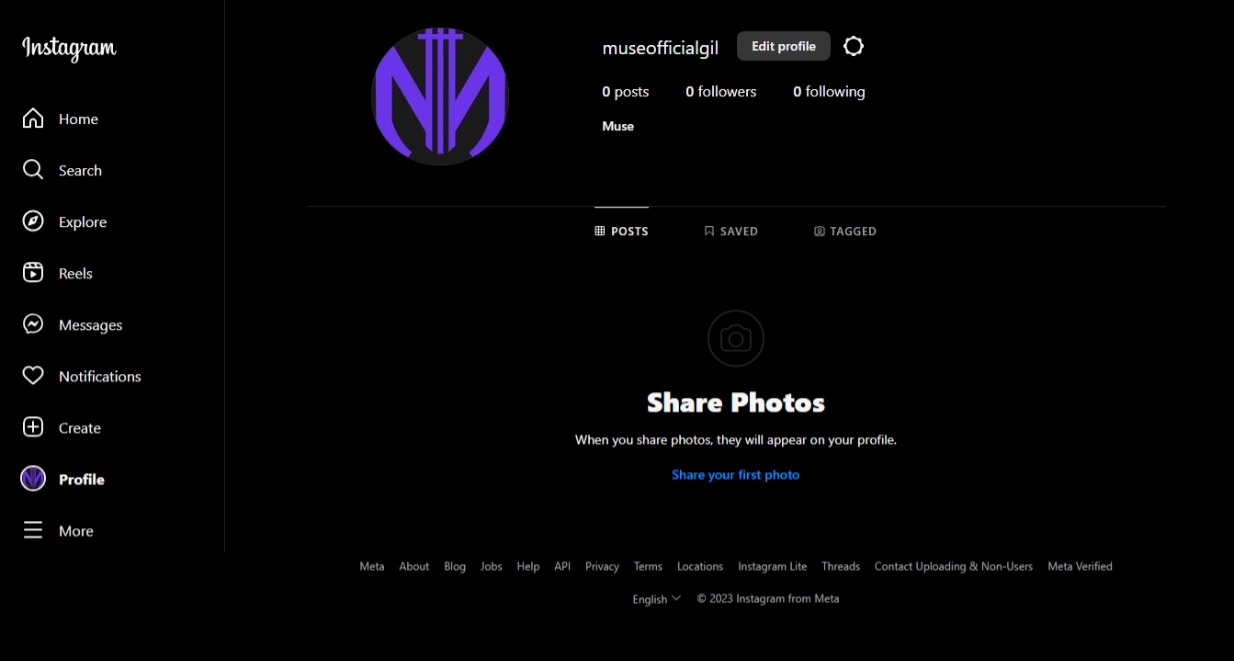 Instagram
Home
Search
Explore
Reels
Messages
Notifications
Create
Profile
More
museofficialgil Edit profile
0 posts 0 followers 0 following
Muse
POSTS SAVED TAGGED
Share Photos
When you share photos, they will appear on your profile.
Share your first photo
Meta About Blog Jobs Help API Privacy Terms Locations Instagram Lite Threads Contact Uploading & Non-Users Meta Verified
English © 2023 Instagram from Meta